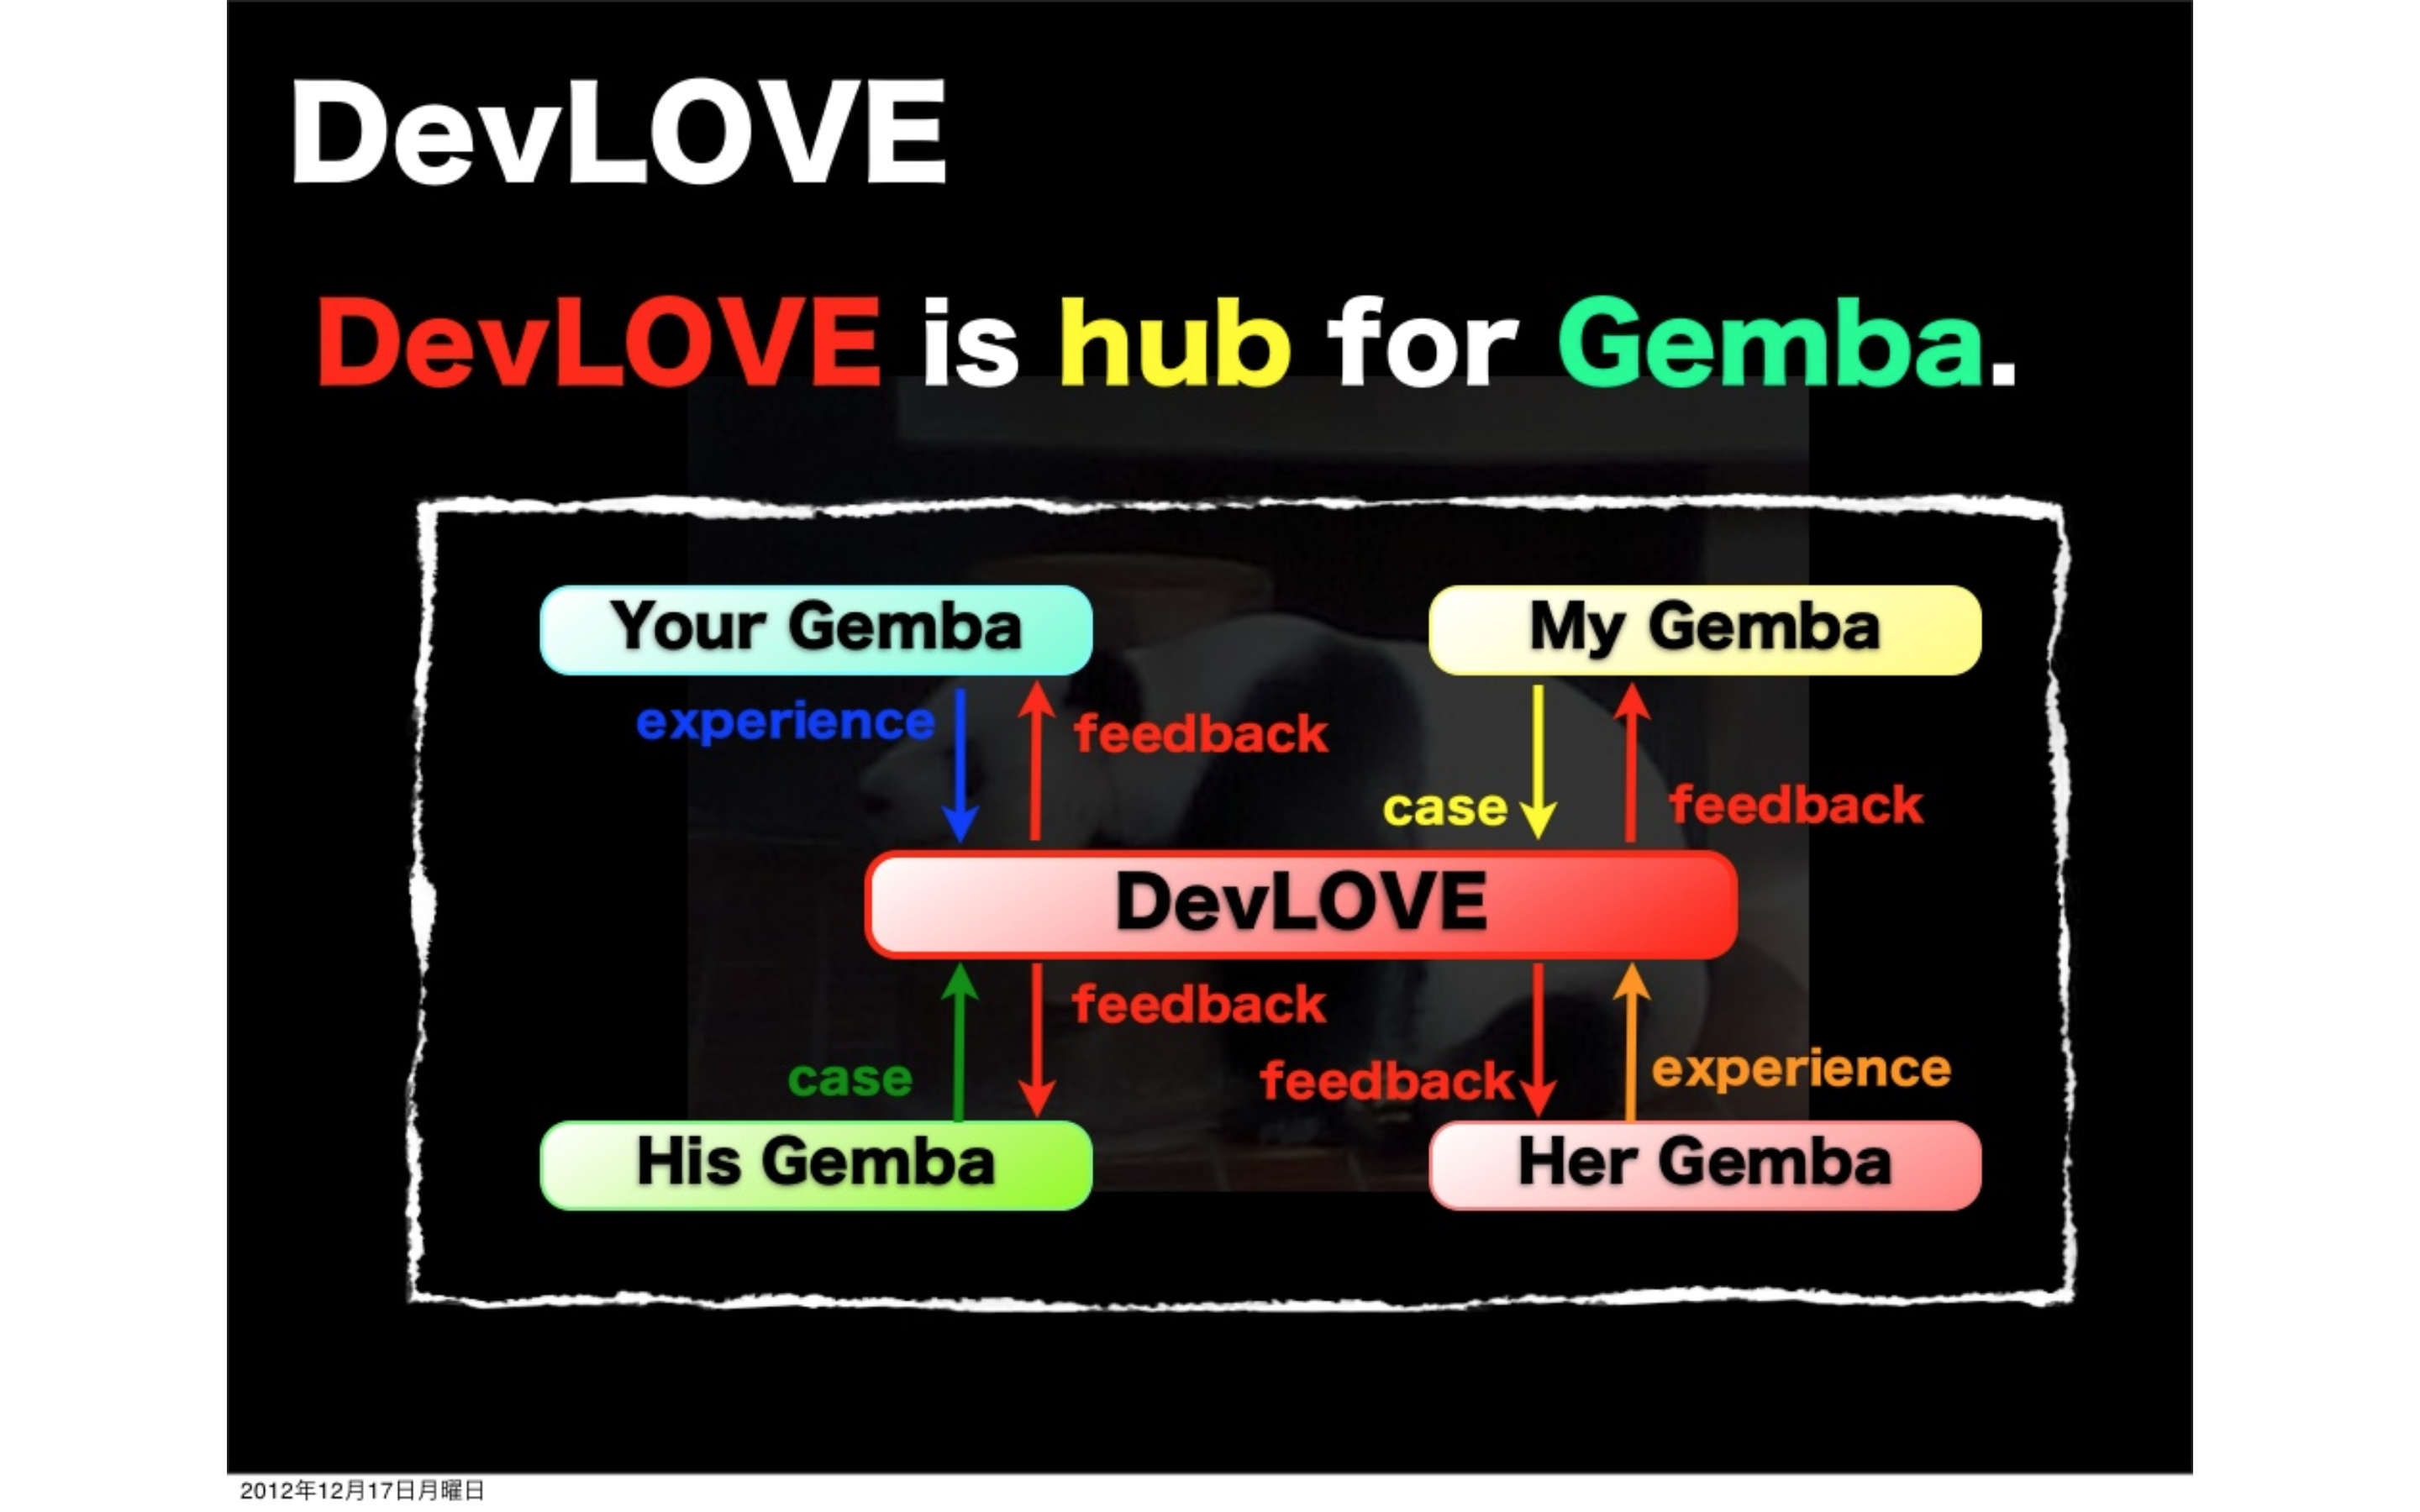 DevLOVE
DevLOVE is hub for Gemba.
Your Gemba
My Gemba
experience
feedback
case
feedback
DevLOVE
feedback
case
feedback
experience
His Gemba
Her Gemba
2012年12月17日月曜日